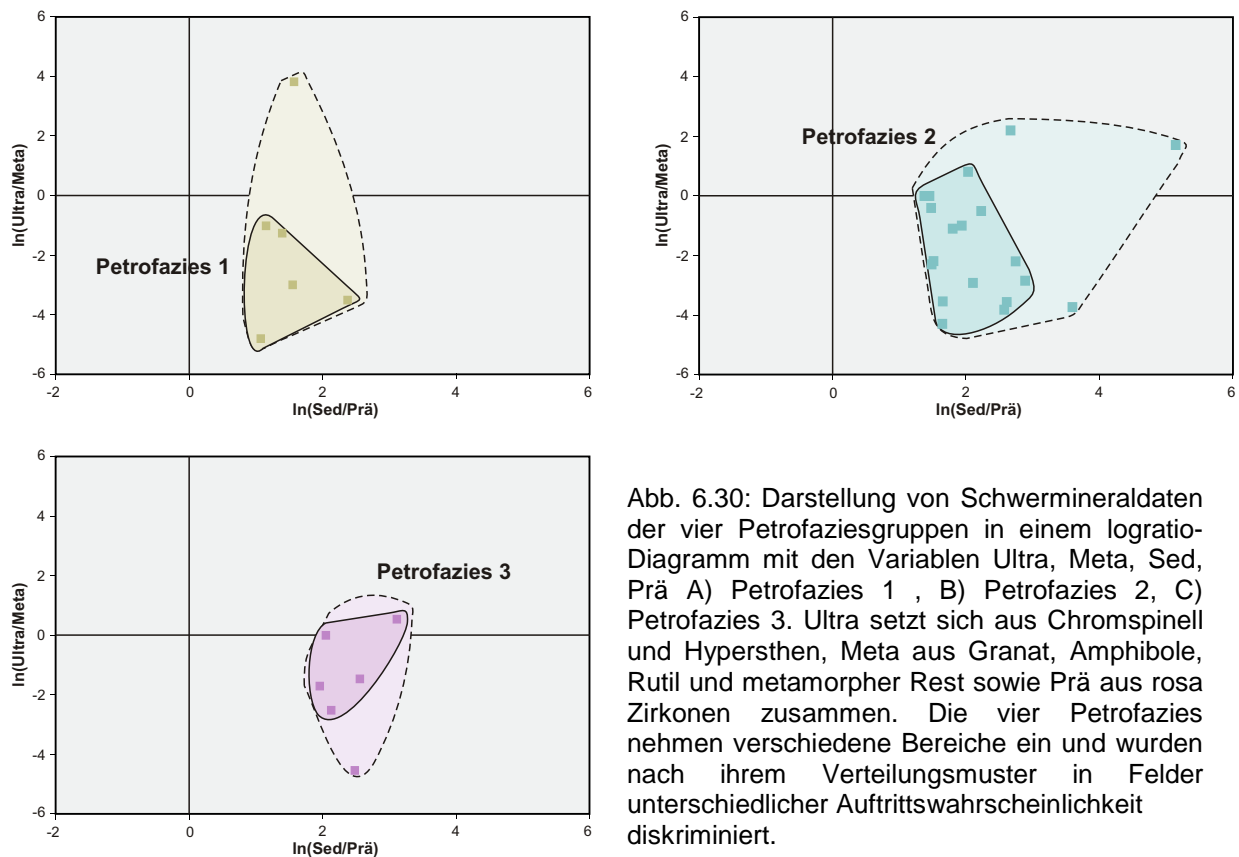 6
4
2
0
-2
-4
-6
-2
0
2
4
6
ln(Ultra/Meta)
ln(Sed/Prä)
Petrofazies 1
6
4
2
0
-2
-4
-6
-2
0
2
4
6
ln(Ultra/Meta)
ln(Sed/Prä)
Petrofazies 2
6
4
2
0
-2
-4
-6
-2
0
2
4
6
ln(Ultra/Meta)
ln(Sed/Prä)
Petrofazies 3
Abb. 6.30: Darstellung von Schwermineraldaten
der vier Petrofaziesgruppen in einem logratio-
Diagramm mit den Variablen Ultra, Meta, Sed,
Prä A) Petrofazies 1 , B) Petrofazies 2, C)
Petrofazies 3. Ultra setzt sich aus Chromspinell
und Hypersthen, Meta aus Granat, Amphibole,
Rutil und metamorpher Rest sowie Prä aus rosa
Zirkonen zusammen. Die vier Petrofazies
nehmen verschiedene Bereiche ein und wurden
nach ihrem Verteilungsmuster in Felder
unterschiedlicher Auftrittswahrscheinlichkeit
diskriminiert.